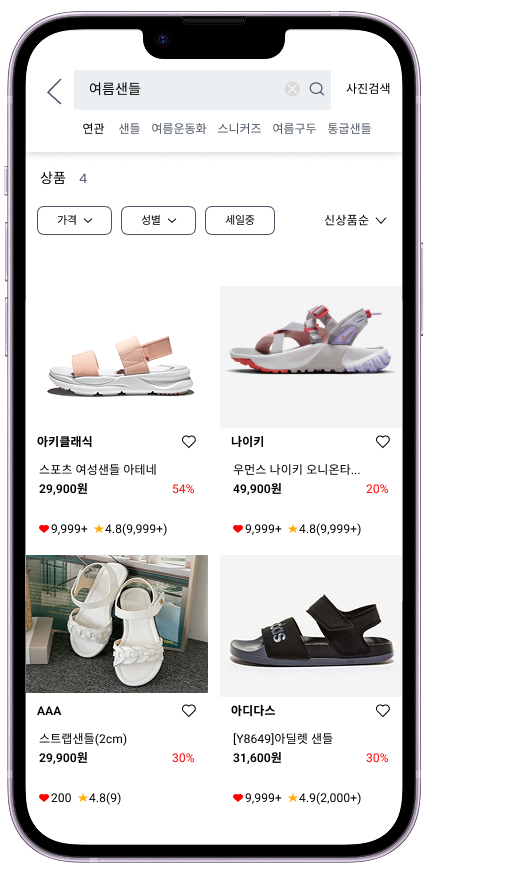 여름샌들
사진검색
연관 샌들 여름운동화 스니커즈 여름구두 통굽샌들
상품 4
가격 성별 세일중 신상품순
아키클래식
스포츠 여성샌들 아테네
29,900원 54%
9,999+ 4.8(9,999+)
나이키
우먼스 나이키 오니온타...
49,900원 20%
9,999+ 4.8(9,999+)
AAA
스트랩샌들(2cm)
29,900원 30%
200 4.8(9)
아디다스
[Y8649]아딜렛 샌들
31,600원 30%
9,999+ 4.9(2,000+)